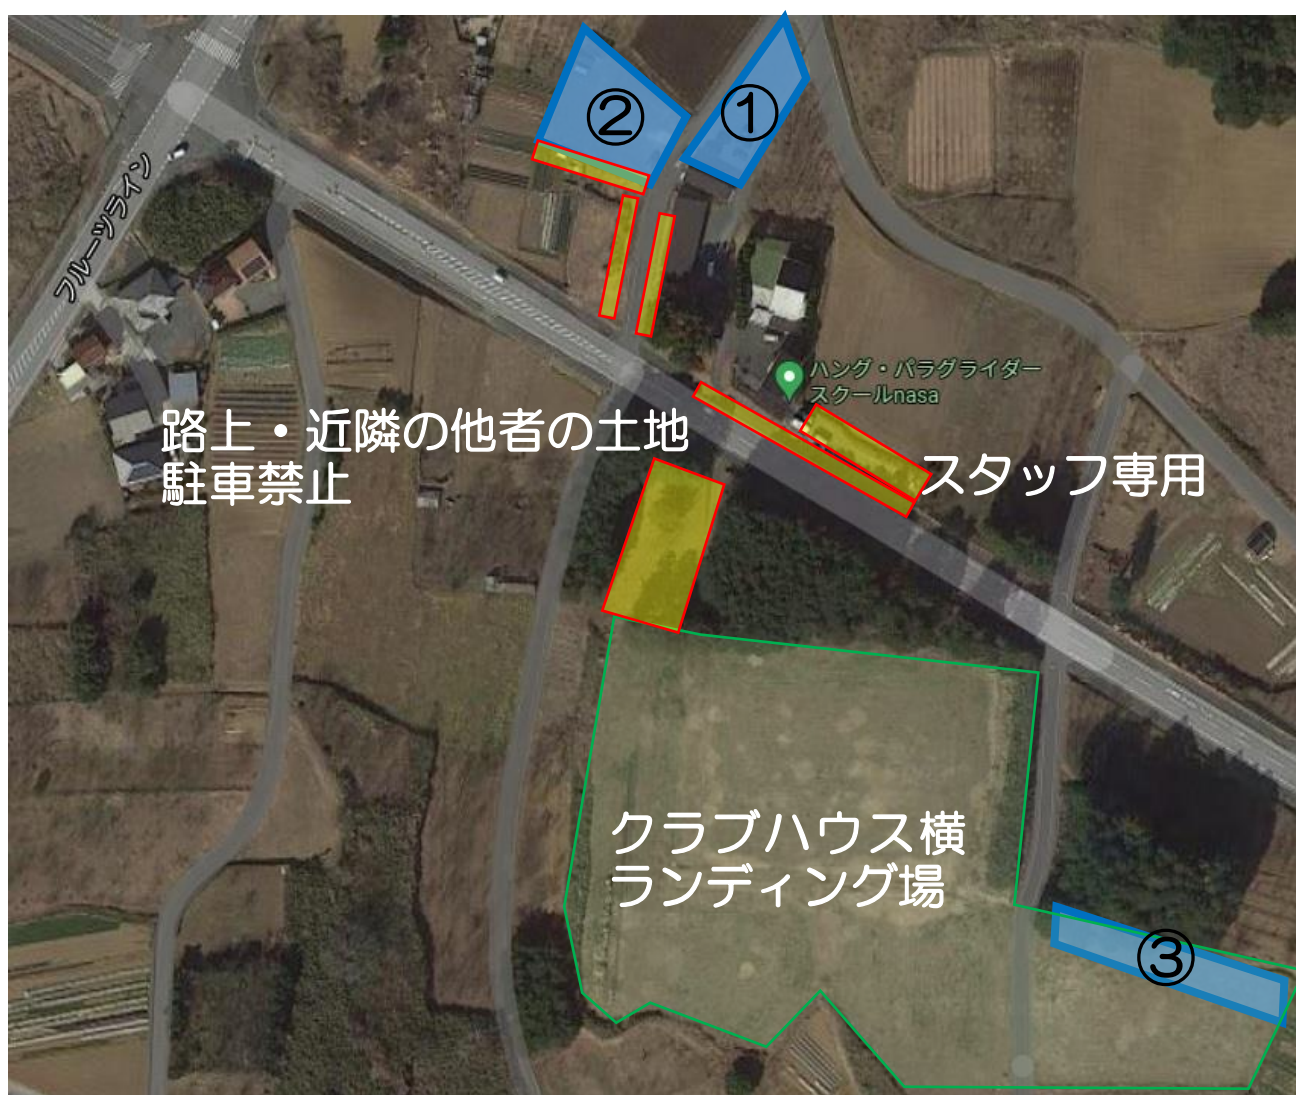 ②
①
フルーツライン
ハング・パラグライダー
スクールnasa
路上・近隣の他者の土地
駐車禁止
スタッフ専用
クラブハウス横
ランディング場
③